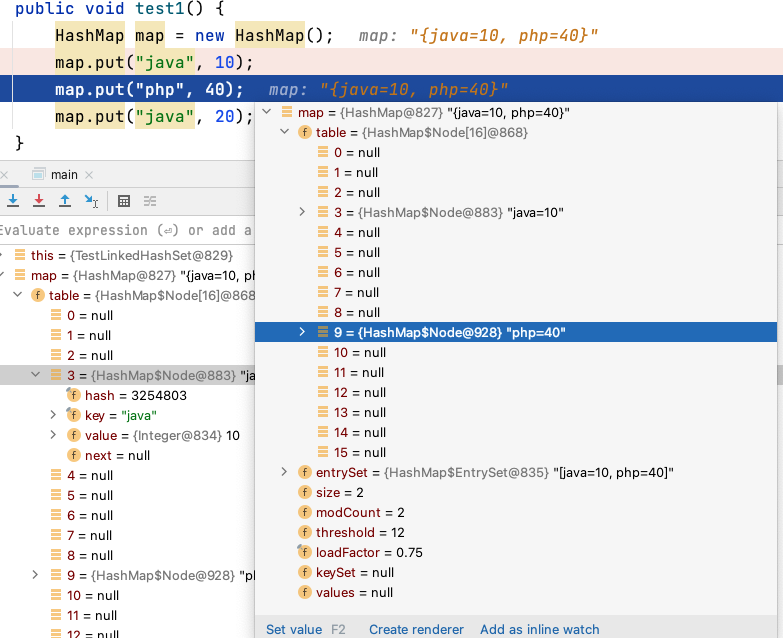 public void test1() {
HashMap map = new HashMap(); map: "{java=10, php=40}"
map.put("java", 10);
map.put("php", 40); map: "{java=10, php=40}"
map.put("java", 20);
}
main
Evaluate expression (⏎) or add a
this = {TestLinkedHashSet@829}
map = {HashMap@827} "{java=10, ph
table = {HashMap$Node[16]@868
0 = null
1 = null
2 = null
3 = {HashMap$Node@883} "ja
hash = 3254803
key = "java"
value = {Integer@834} 10
next = null
4 = null
5 = null
6 = null
7 = null
8 = null
9 = {HashMap$Node@928} "pl
10 = null
11 = null
12 = null
map = {HashMap@827} "{java=10, php=40}"
table = {HashMap$Node[16]@868}
0 = null
1 = null
2 = null
3 = {HashMap$Node@883} "java=10"
4 = null
5 = null
6 = null
7 = null
8 = null
9 = {HashMap$Node@928} "php=40"
10 = null
11 = null
12 = null
13 = null
14 = null
15 = null
entrySet = {HashMap$EntrySet@835} "[java=10, php=40]"
size = 2
modCount = 2
threshold = 12
loadFactor = 0.75
keySet = null
values = null
Set value F2 Create renderer Add as inline watch